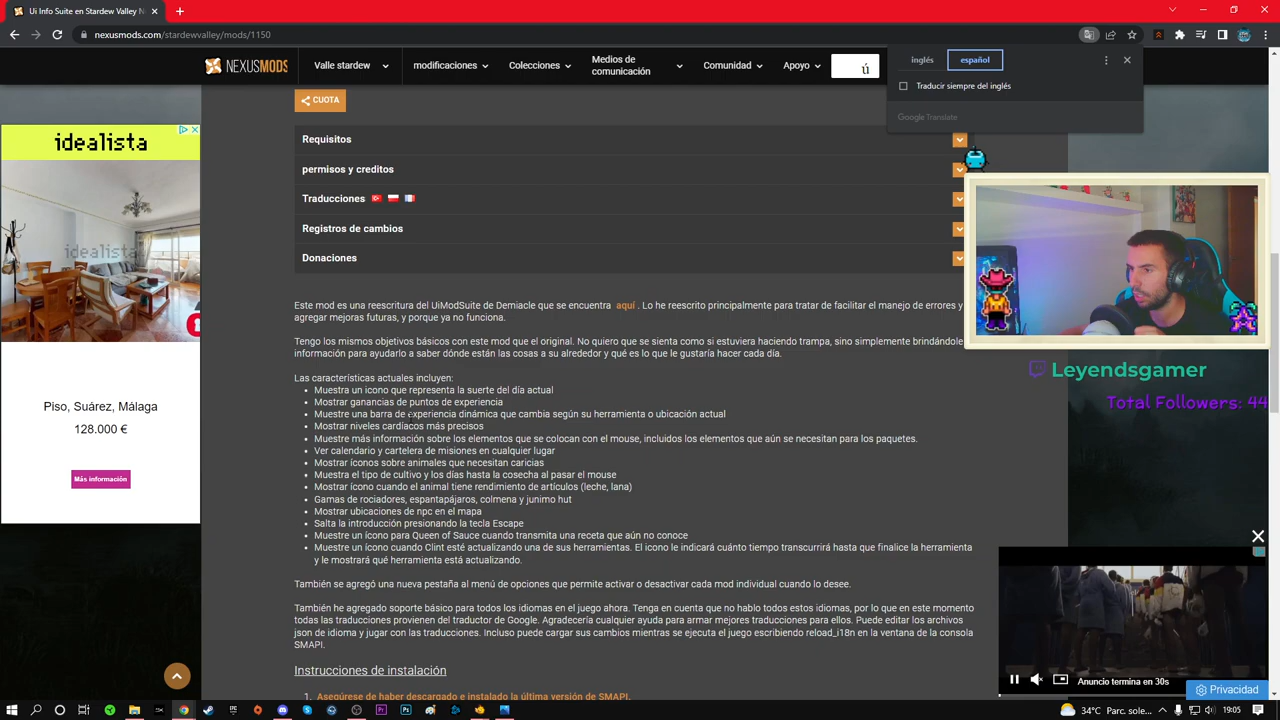 Ui Info Suite en Stardew Valley N
nexusmods.com/stardewvalley/mods/1150
NEXUSMODS
Valle stardew
modificaciones
Colecciones
Medios de
comunicación
Comunidad
Apoyo
ú
inglés
español
Traducir siempre del inglés
Google Translate
CUOTA
Requisitos
permisos y creditos
Traducciones
Registros de cambios
Donaciones
idealista
idealista
Piso, Suárez, Málaga
128.000 €
Más información
Este mod es una reescritura del UiModSuite de Demiacle que se encuentra aquí . Lo he reescrito principalmente para tratar de facilitar el manejo de errores y
agregar mejoras futuras, y porque ya no funciona.
Tengo los mismos objetivos básicos con este mod que el original. No quiero que se sienta como si estuviera haciendo trampa, sino simplemente brindándole
información para ayudarlo a saber dónde están las cosas a su alrededor y qué es lo que le gustaría hacer cada día.
Las características actuales incluyen:
• Muestra un icono que representa la suerte del día actual
• Mostrar ganancias de puntos de experiencia
• Muestre una barra de experiencia dinámica que cambia según su herramienta o ubicación actual
• Mostrar niveles cardíacos más precisos
• Muestre más información sobre los elementos que se colocan con el mouse, incluidos los elementos que aún se necesitan para los paquetes.
• Ver calendario y cartelera de misiones en cualquier lugar
• Mostrar íconos sobre animales que necesitan caricias
• Muestra el tipo de cultivo y los días hasta la cosecha al pasar el mouse
• Mostrar ícono cuando el animal tiene rendimiento de artículos (leche, lana)
• Gamas de rociadores, espantapájaros, colmena y junimo hut
• Mostrar ubicaciones de npc en el mapa
• Salta la introducción presionando la tecla Escape
• Muestre un ícono para Queen of Sauce cuando transmita una receta que aún no conoce
• Muestre un ícono cuando Clint esté actualizando una de sus herramientas. El icono le indicará cuánto tiempo transcurrirá hasta que finalice la herramienta
y le mostrará qué herramienta está actualizando.
También se agregó una nueva pestaña al menú de opciones que permite activar o desactivar cada mod individual cuando lo desee.
También he agregado soporte básico para todos los idiomas en el juego ahora. Tenga en cuenta que no hablo todos estos idiomas, por lo que en este momento
todas las traducciones provienen del traductor de Google. Agradecería cualquier ayuda para armar mejores traducciones para ellos. Puede editar los archivos
json de idioma y jugar con las traducciones. Incluso puede cargar sus cambios mientras se ejecuta el juego escribiendo reload_i18n en la ventana de la consola
SMAPI.
Instrucciones de instalación
1. Asegúrese de haber descargado e instalado la última versión de SMAPI.
Leyendsgamer
Total Followers: 44
Anuncio termina en 30s
Privacidad
34°C Parc. sole...
19:05